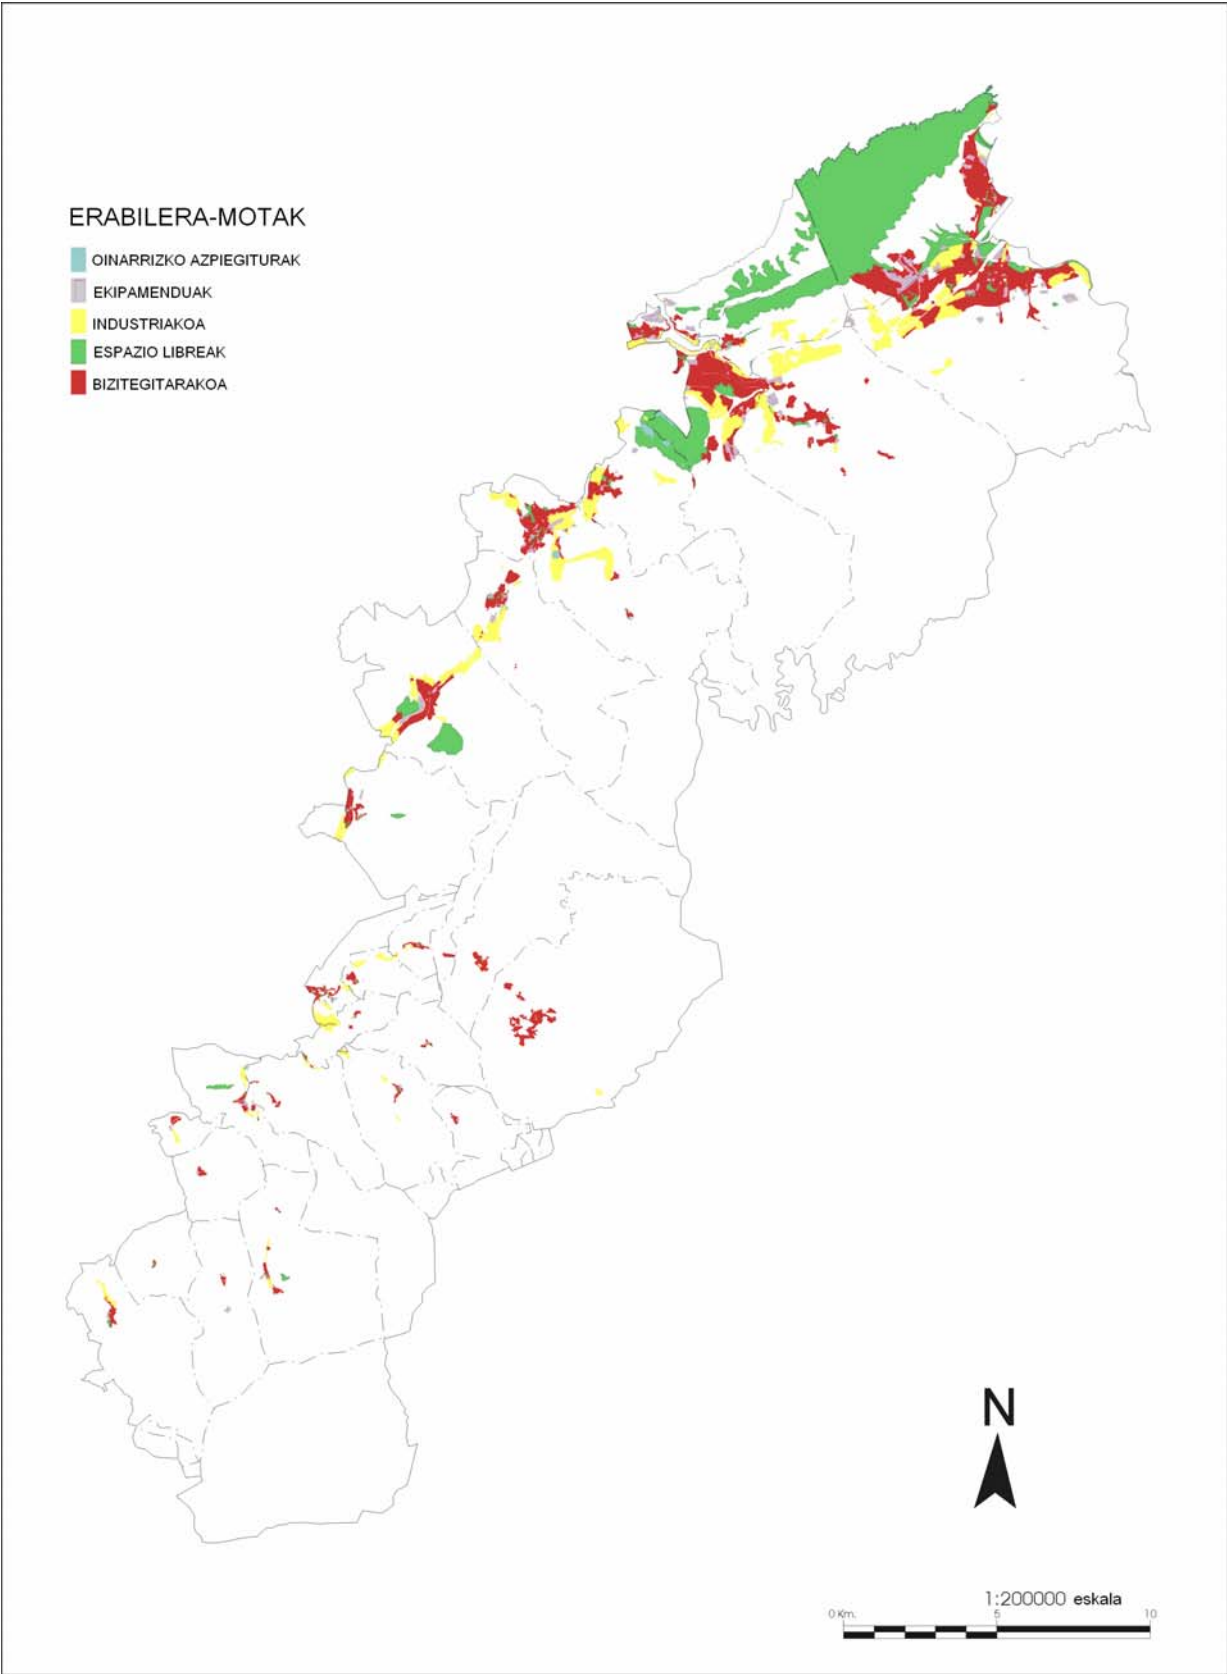 ERABILERA-MOTAK
OINARRIZKO AZPIEGITURAK
EKIPAMENDUAK
INDUSTRIAKOA
ESPAZIO LIBREAK
BIZITEGITARAKOA
N
1:200000 eskala
0 Km. 5 10